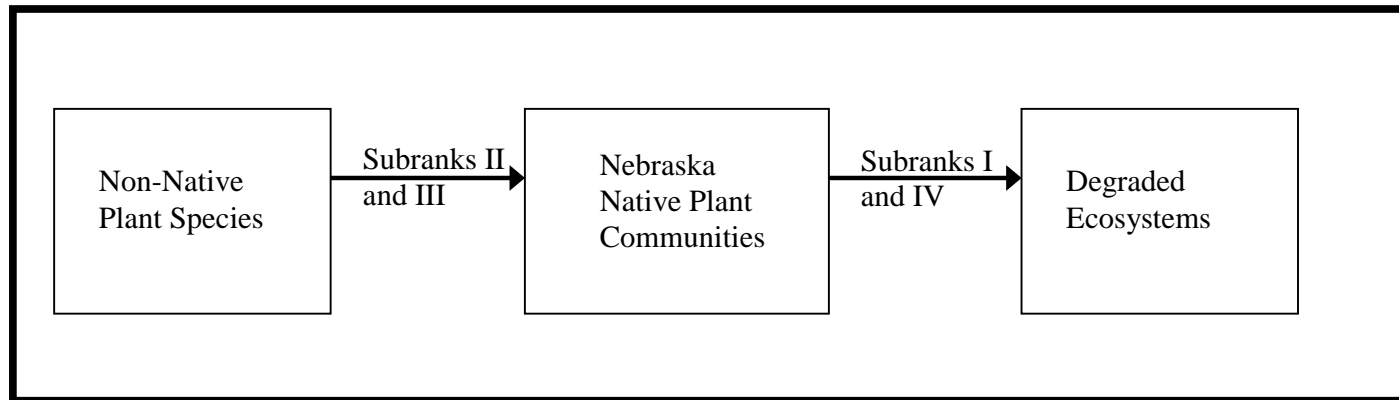 Non-Native
Plant Species
Subranks II
and III
Nebraska
Native Plant
Communities
Subranks I
and IV
Degraded
Ecosystems